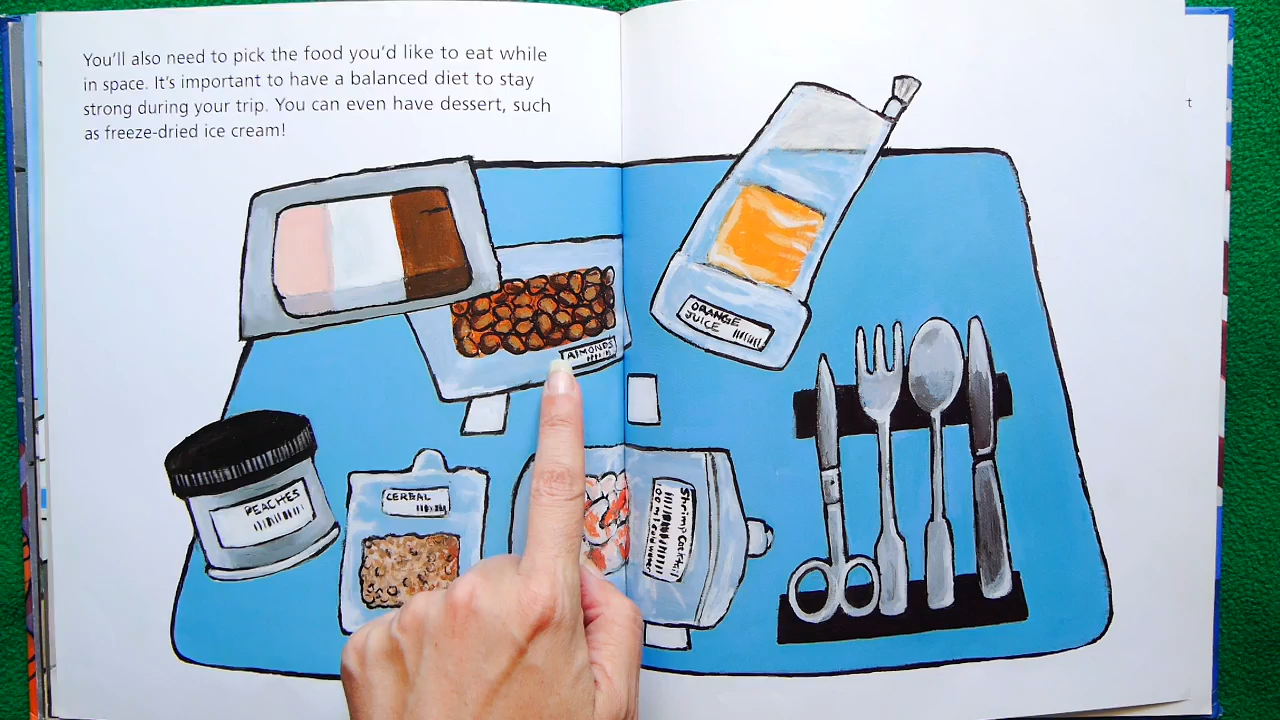 You'll also need to pick the food you'd like to eat while
in space. It's important to have a balanced diet to stay
strong during your trip. You can even have dessert, such
as freeze-dried ice cream!
t
ORANGE
JUICE
ALMONDS
PEACHES
CEREAL
Shrimp Cocktail